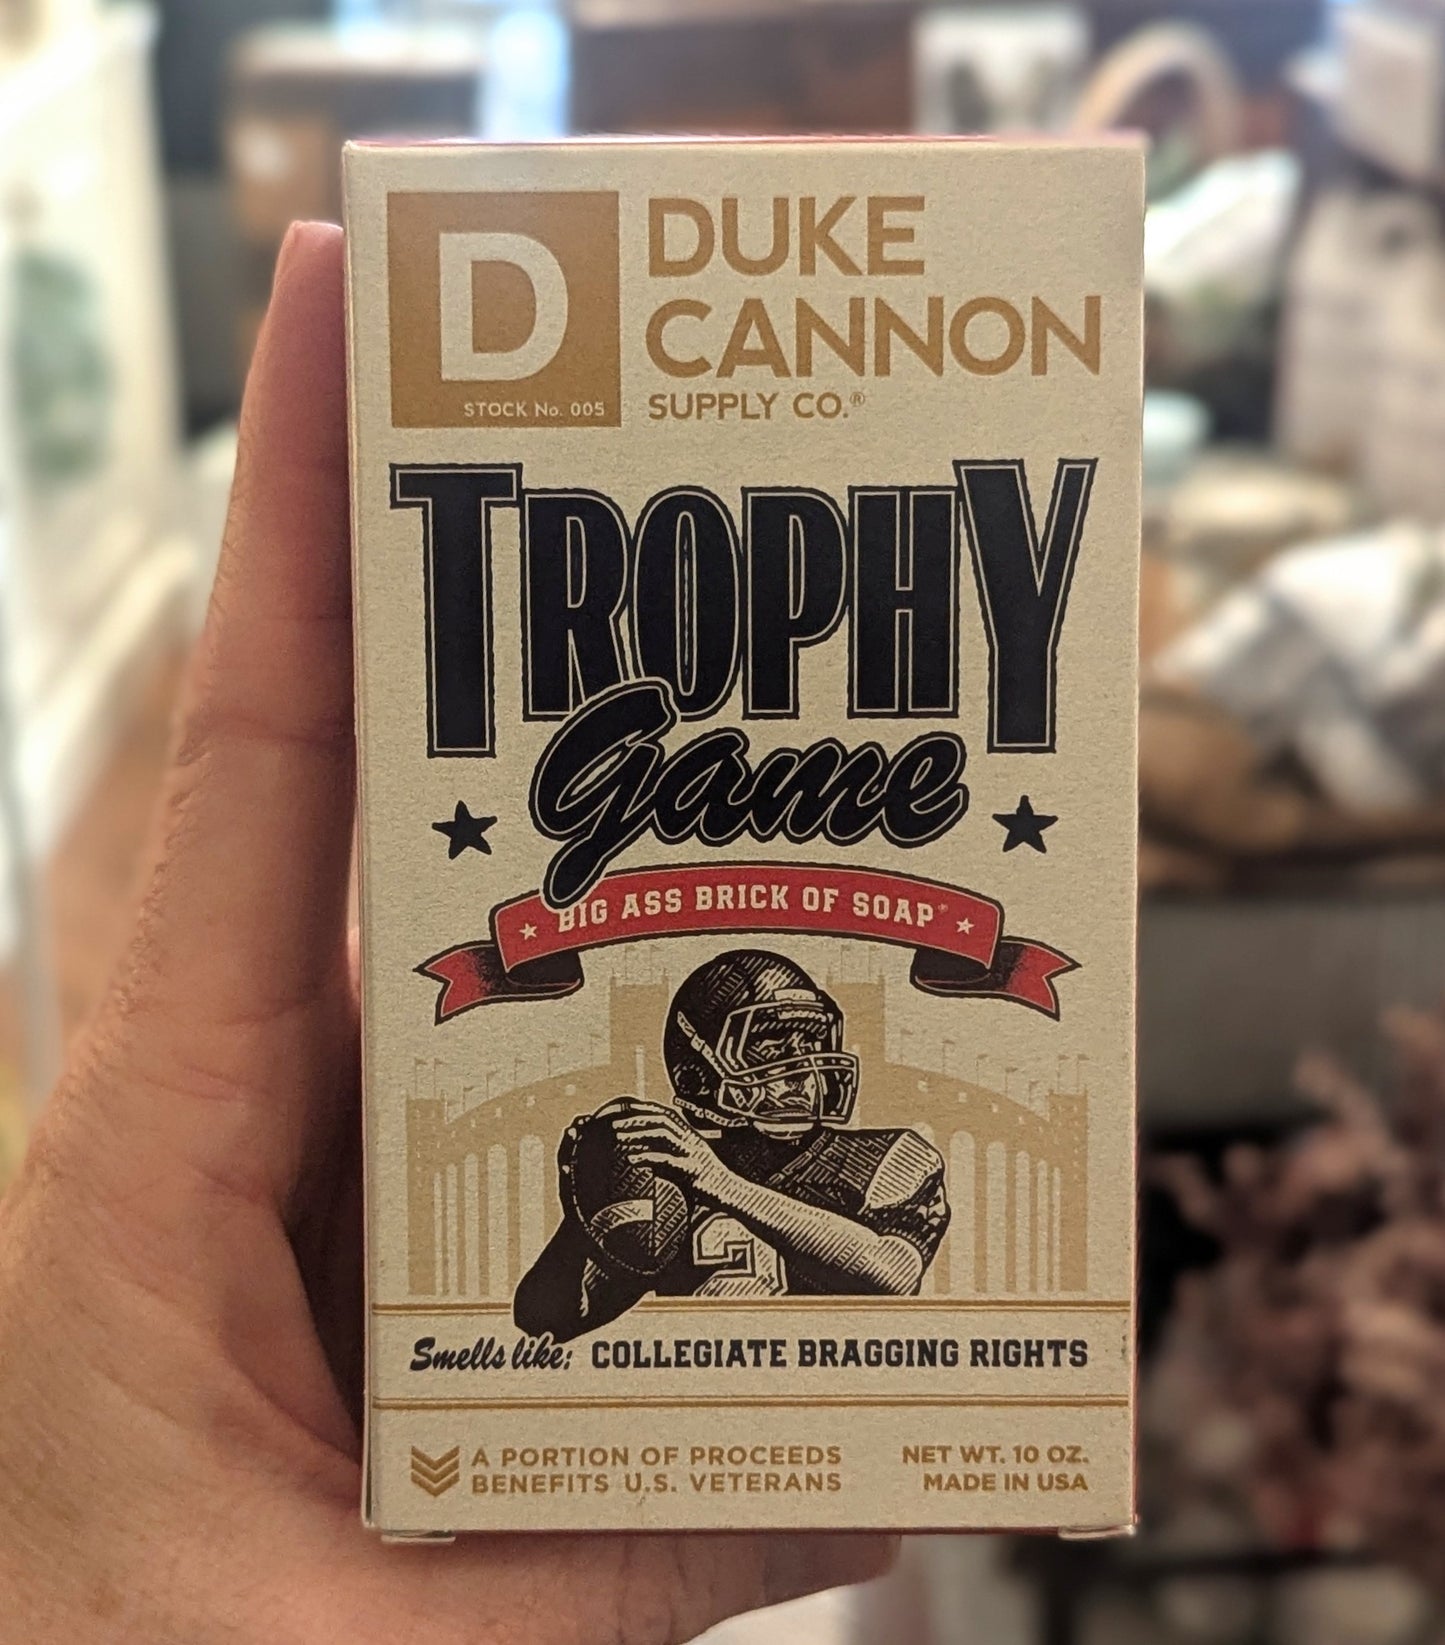 D
STOCK No. 005
DUKE
CANNON
SUPPLY CO.®
TROPHY
Game
BIG ASS BRICK OF SOAP®
2
Smells like: COLLEGIATE BRAGGING RIGHTS
A PORTION OF PROCEEDS
BENEFITS U.S. VETERANS
NET WT. 10 OZ.
MADE IN USA